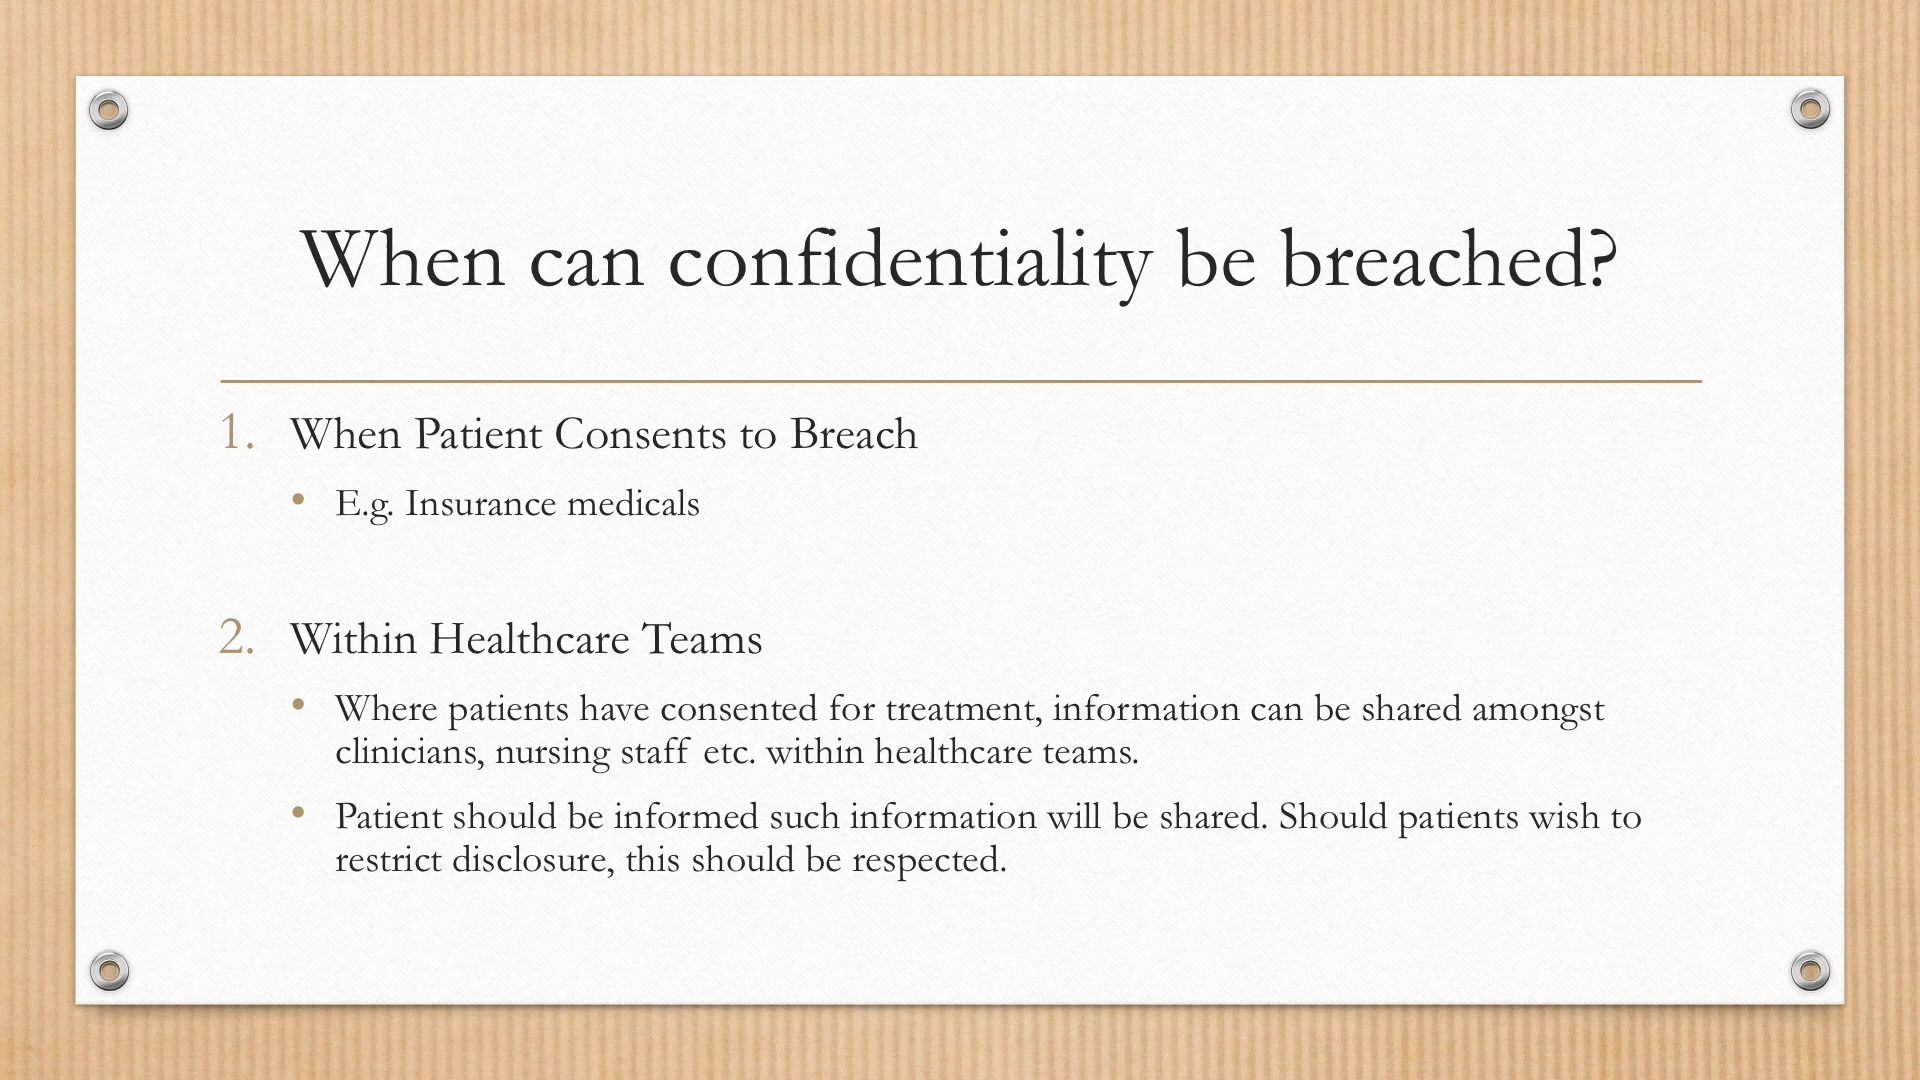 When can confidentiality be breached?
1. When Patient Consents to Breach
• E.g. Insurance medicals
2. Within Healthcare Teams
• Where patients have consented for treatment, information can be shared amongst
clinicians, nursing staff etc. within healthcare teams.
• Patient should be informed such information will be shared. Should patients wish to
restrict disclosure, this should be respected.